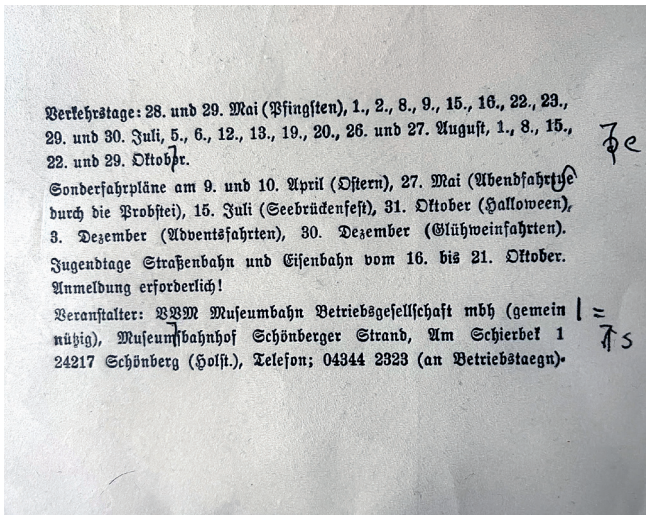 Verkehrstage: 28. und 29. Mai (Pfingsten), 1., 2., 8., 9., 15., 16., 22., 23.,
29. und 30. Juli, 5., 6., 12., 13., 19., 20., 26. und 27. August, 1., 8., 15.,
22. und 29. Oktobr. be
Sonderfahrpläne am 9. und 10. April (Ostern), 27. Mai (Abendfahrtne
durch die Probstei), 15. Juli (Seebrückenfest), 31. Oktober (Halloween),
3. Dezember (Adventsfahrten), 30. Dezember (Glühweinfahrten).
Jugendtage Straßenbahn und Eisenbahn vom 16. bis 21. Oktober.
Anmeldung erforderlich!
Veranstalter: VVM Museumbahn Betriebsgesellschaft mbh (gemein | =
nützig), Museumbahnhof Schönberger Strand, Am Schierbek 1 s
24217 Schönberg (Holst.), Telefon; 04344 2323 (an Betriebstaegn).